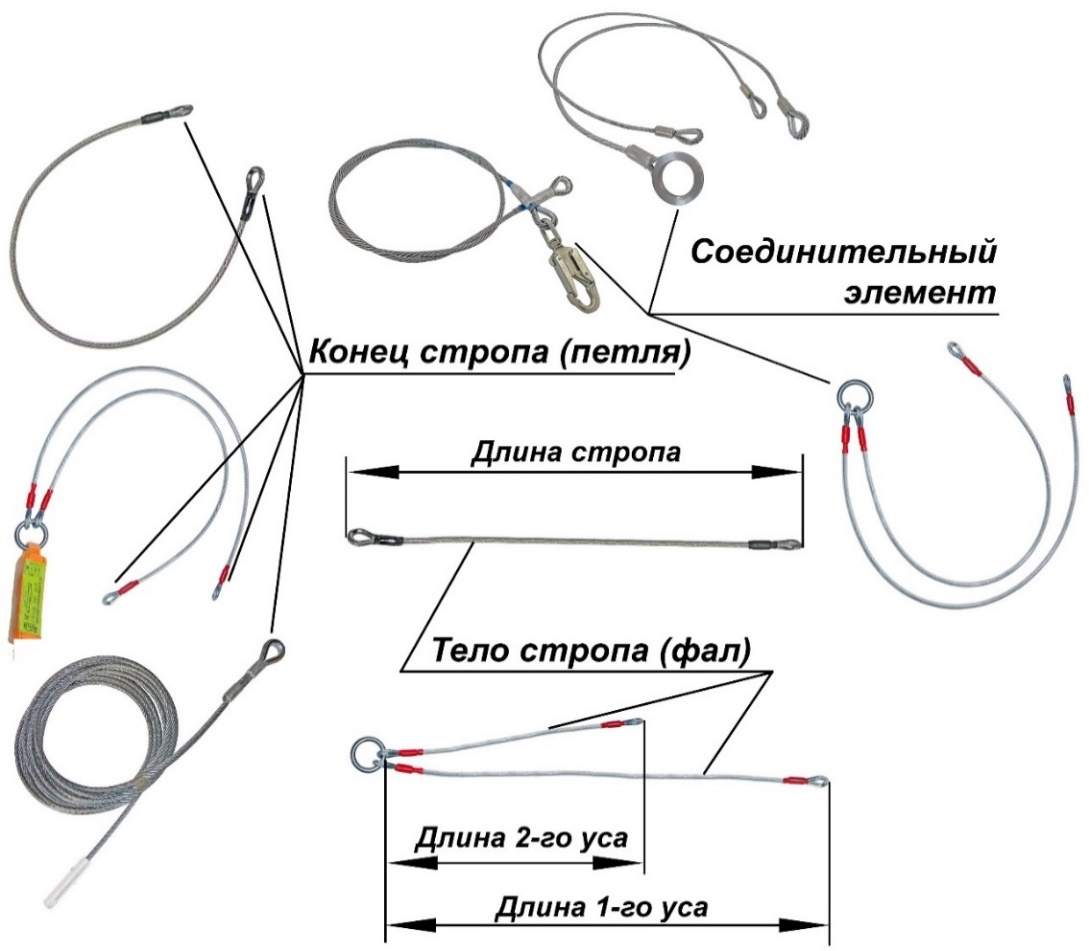 Соединительный
элемент
Конец стропа (петля)
Длина стропа
Тело стропа (фал)
Длина 2-го уса
Длина 1-го уса